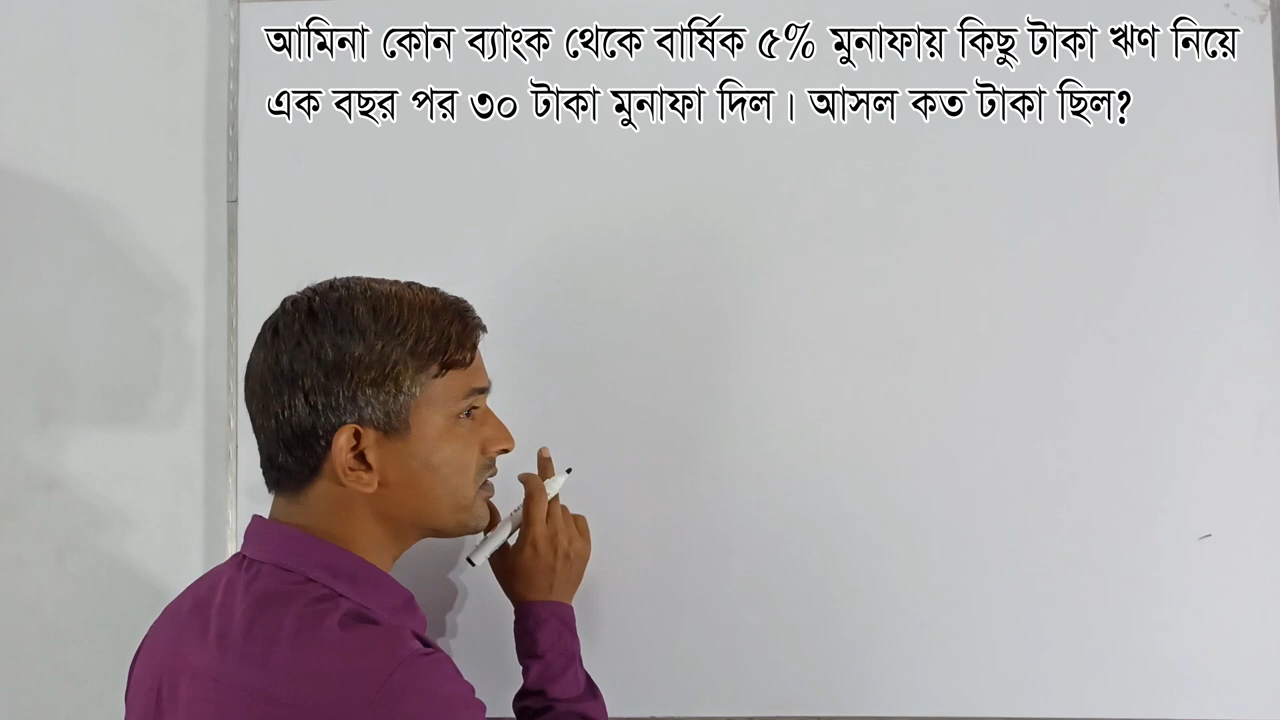 আমিনা কোন ব্যাংক থেকে বার্ষিক ৫% মুনাফায় কিছু টাকা ঋণ নিয়ে
এক বছর পর ৩০ টাকা মুনাফা দিল। আসল কত টাকা ছিল?